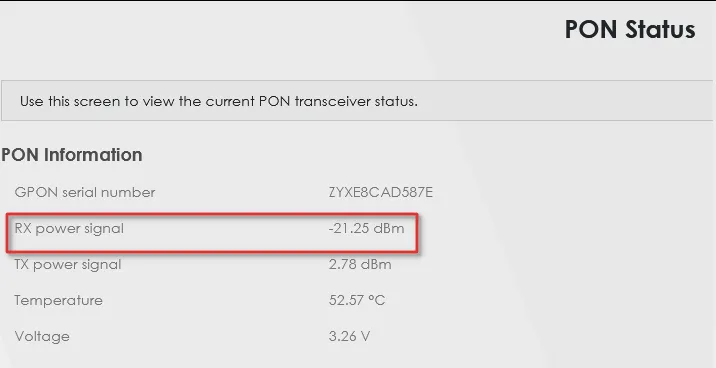 PON Status
Use this screen to view the current PON transceiver status.
PON Information
GPON serial number ZYXE8CAD587E
RX power signal -21.25 dBm
TX power signal 2.78 dBm
Temperature 52.57 °C
Voltage 3.26 V